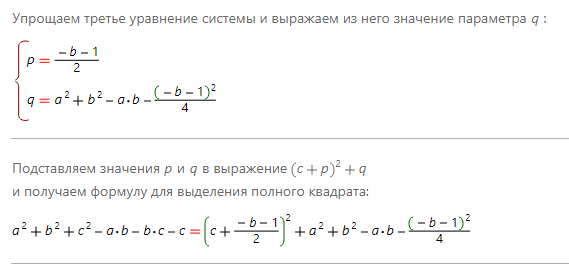 Упрощаем третье уравнение системы и выражаем из него значение параметра q :
p = (−b−1)/2
q = a² + b² − a·b − (−b−1)²/4
Подставляем значения p и q в выражение (c+p)² + q
и получаем формулу для выделения полного квадрата:
a² + b² + c² − a·b − b·c − c = (c + (−b−1)/2)² + a² + b² − a·b − (−b−1)²/4